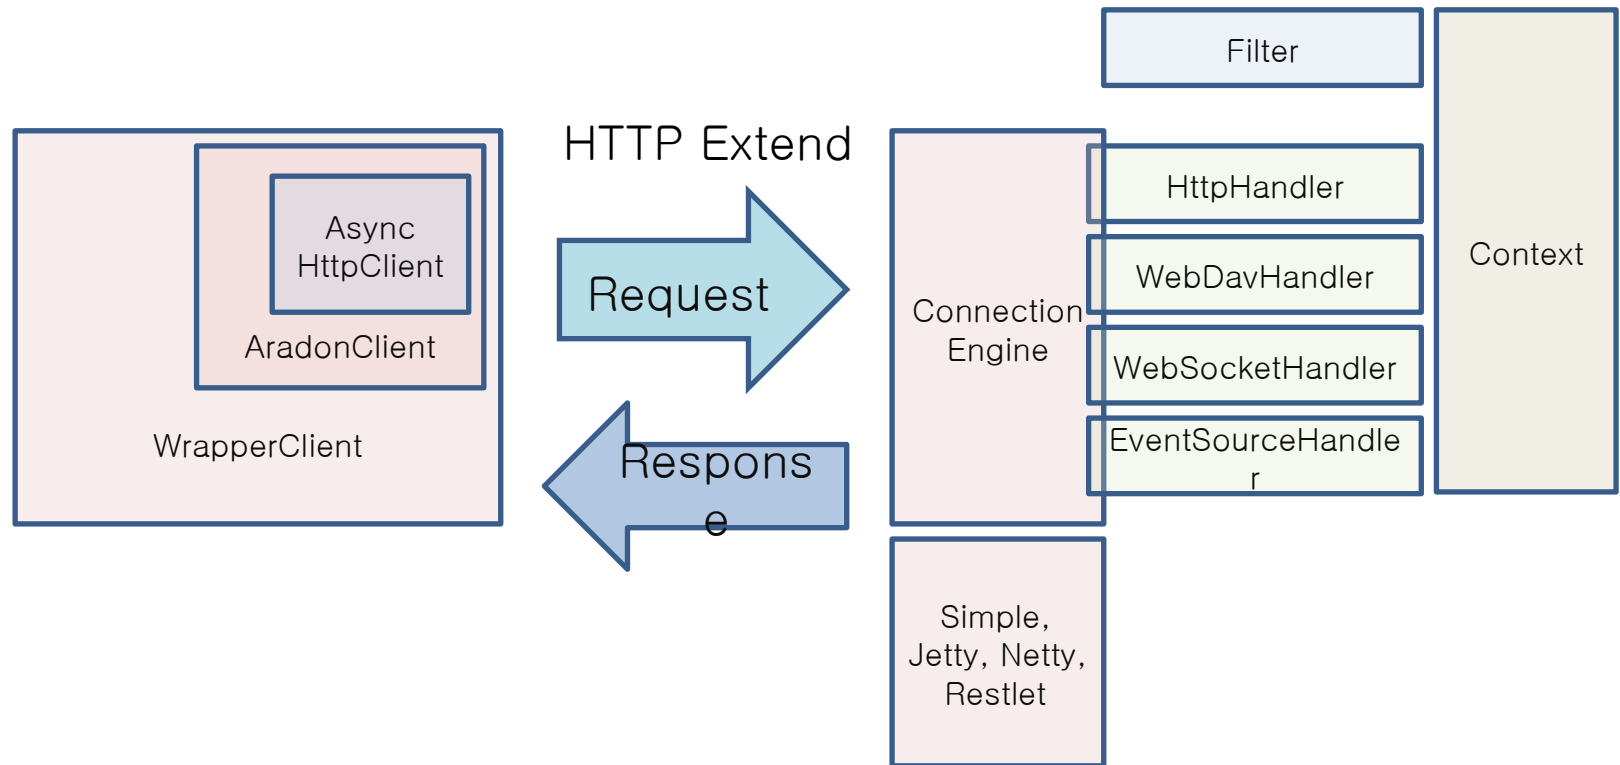 Filter
HTTP Extend
HttpHandler
Async
HttpClient
Context
WebDavHandler
Request
Connection
Engine
AradonClient
WebSocketHandler
WrapperClient
EventSourceHandle
r
Respons
e
Simple,
Jetty, Netty,
Restlet